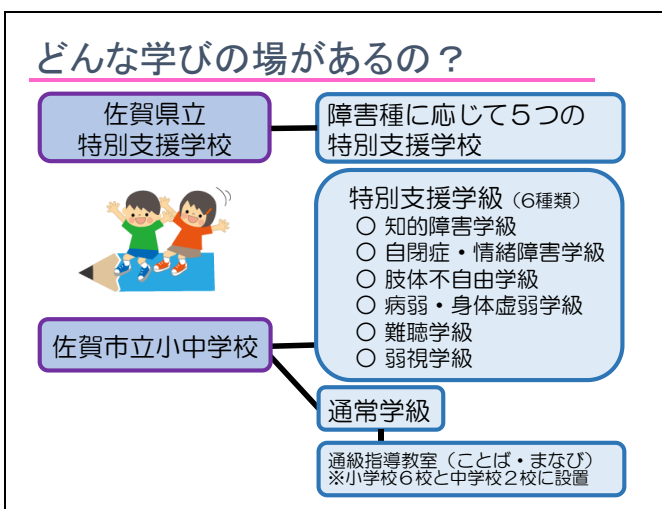 どんな学びの場があるの？
佐賀県立
特別支援学校
障害種に応じて５つの
特別支援学校
特別支援学級（6種類）
〇 知的障害学級
〇 自閉症・情緒障害学級
〇 肢体不自由学級
〇 病弱・身体虚弱学級
〇 難聴学級
〇 弱視学級
佐賀市立小中学校
通常学級
通級指導教室（ことば・まなび）
※小学校６校と中学校２校に設置